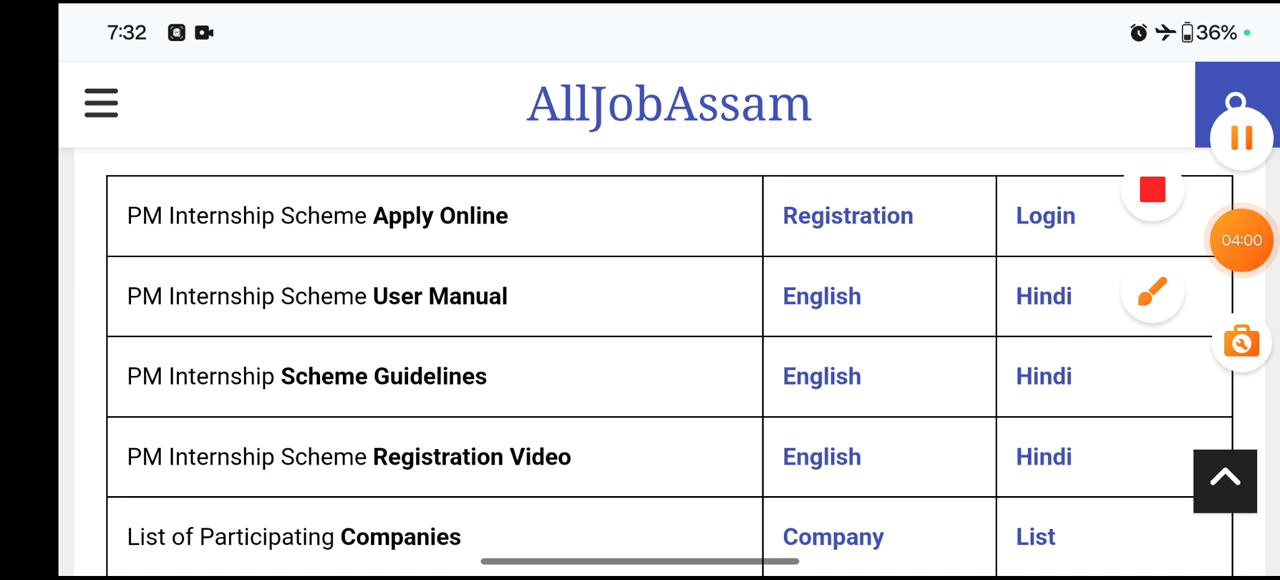 7:32 36%
AllJobAssam
PM Internship Scheme Apply Online Registration Login
04:00
PM Internship Scheme User Manual English Hindi
PM Internship Scheme Guidelines English Hindi
PM Internship Scheme Registration Video English Hindi
List of Participating Companies Company List